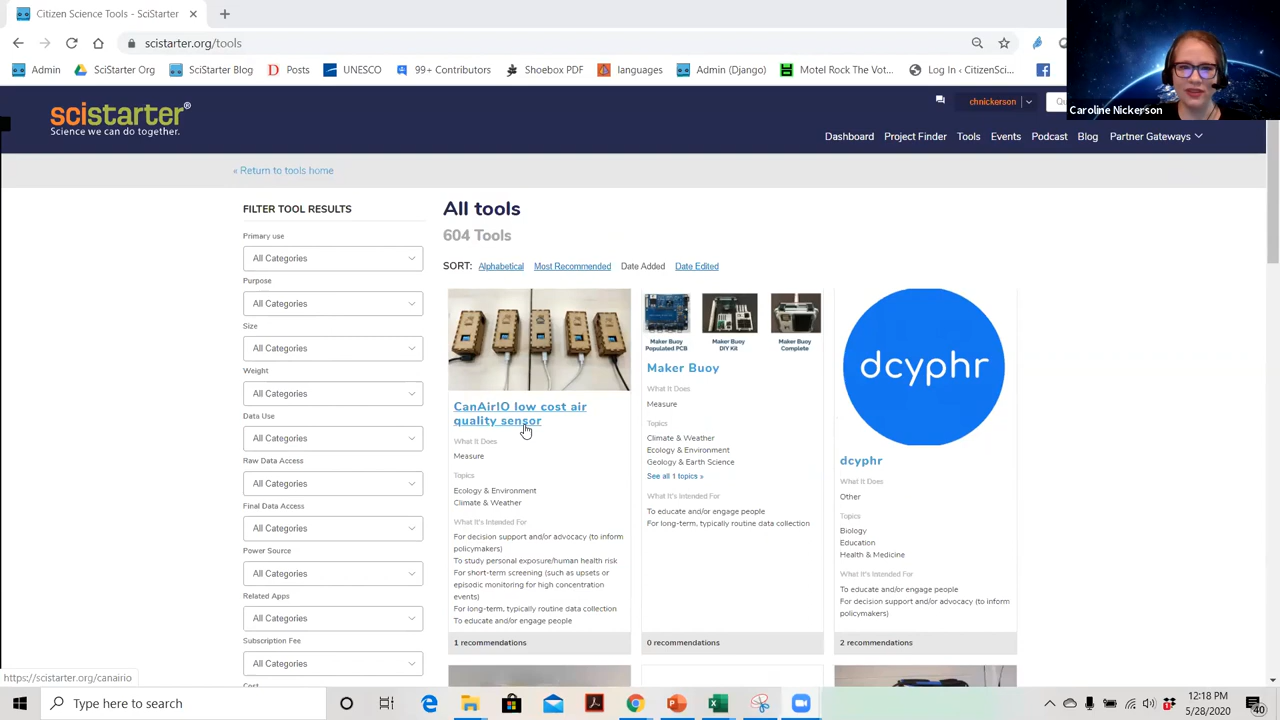 Citizen Science Tools - SciStarter
scistarter.org/tools
Admin
SciStarter Org
SciStarter Blog
Posts
UNESCO
99+ Contributors
Shoebox PDF
languages
Admin (Django)
Motel Rock The Vot...
Log In ‹ CitizenSci...
Caroline Nickerson
scistarter®
Science we can do together.
chnickerson
Dashboard
Project Finder
Tools
Events
Podcast
Blog
Partner Gateways
« Return to tools home
FILTER TOOL RESULTS
Primary use
All Categories
Purpose
All Categories
Size
All Categories
Weight
All Categories
Data Use
All Categories
Raw Data Access
All Categories
Final Data Access
All Categories
Power Source
All Categories
Related Apps
All Categories
Subscription Fee
All Categories
Cost
All tools
604 Tools
SORT: Alphabetical Most Recommended Date Added Date Edited
CanAirIO low cost air
quality sensor
What It Does
Measure
Topics
Ecology & Environment
Climate & Weather
What It's Intended For
For decision support and/or advocacy (to inform
policymakers)
To study personal exposure/human health risk
For short-term screening (such as upsets or
episodic monitoring for high concentration
events)
For long-term, typically routine data collection
To educate and/or engage people
1 recommendations
Maker Buoy
Populated PCB
Maker Buoy
DIY Kit
Maker Buoy
Complete
Maker Buoy
What It Does
Measure
Topics
Climate & Weather
Ecology & Environment
Geology & Earth Science
See all 1 topics »
What It's Intended For
To educate and/or engage people
For long-term, typically routine data collection
0 recommendations
dcyphr
dcyphr
What It Does
Other
Topics
Biology
Education
Health & Medicine
What It's Intended For
To educate and/or engage people
For decision support and/or advocacy (to inform
policymakers)
2 recommendations
https://scistarter.org/canairio
Type here to search
12:18 PM
5/28/2020
40